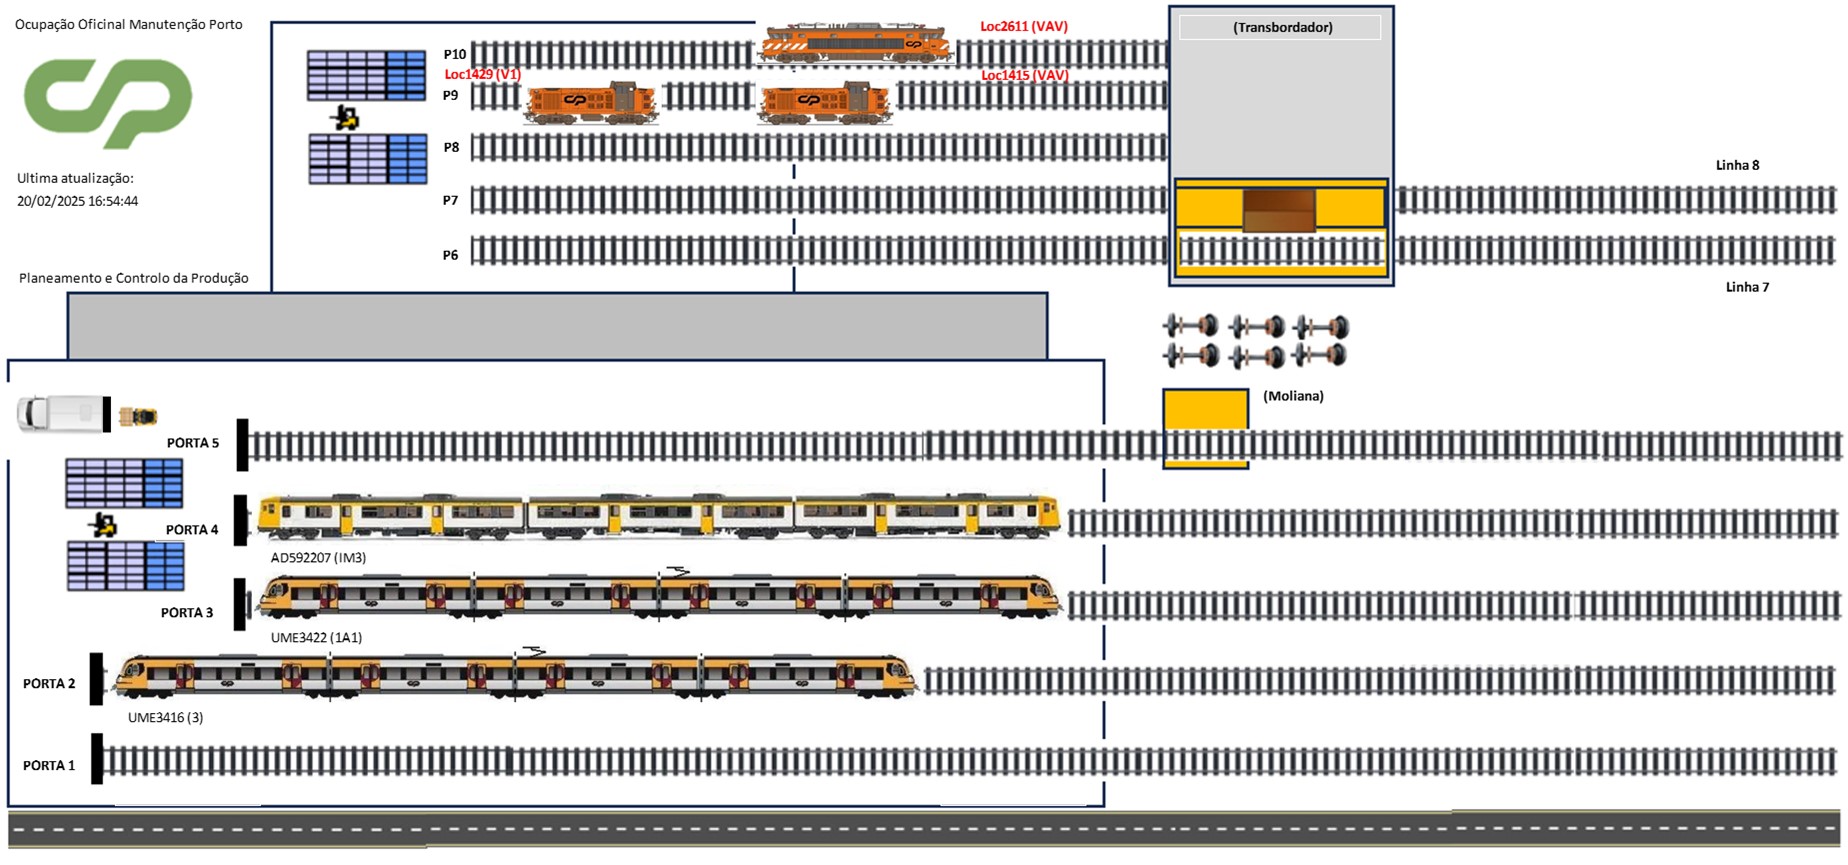 Ocupação Oficinal Manutenção Porto
Loc2611 (VAV)
(Transbordador)
P10
Loc1429 (V1)
Loc1415 (VAV)
P9
P8
Linha 8
Ultima atualização:
20/02/2025 16:54:44
P7
P6
Planeamento e Controlo da Produção
Linha 7
(Moliana)
PORTA 5
PORTA 4
AD592207 (IM3)
PORTA 3
UME3422 (1A1)
PORTA 2
UME3416 (3)
PORTA 1